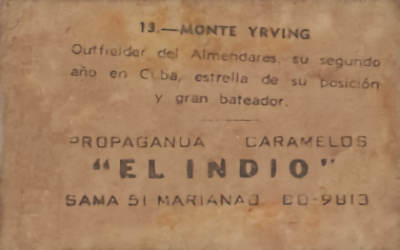 13.—MONTE YRVING
Outfielder del Almendares, su segundo
año en Cuba, estrella de su posición
y gran bateador.
PROPAGANDA CARAMELOS
"EL INDIO"
SAMA 51 MARIANAO BO-9813